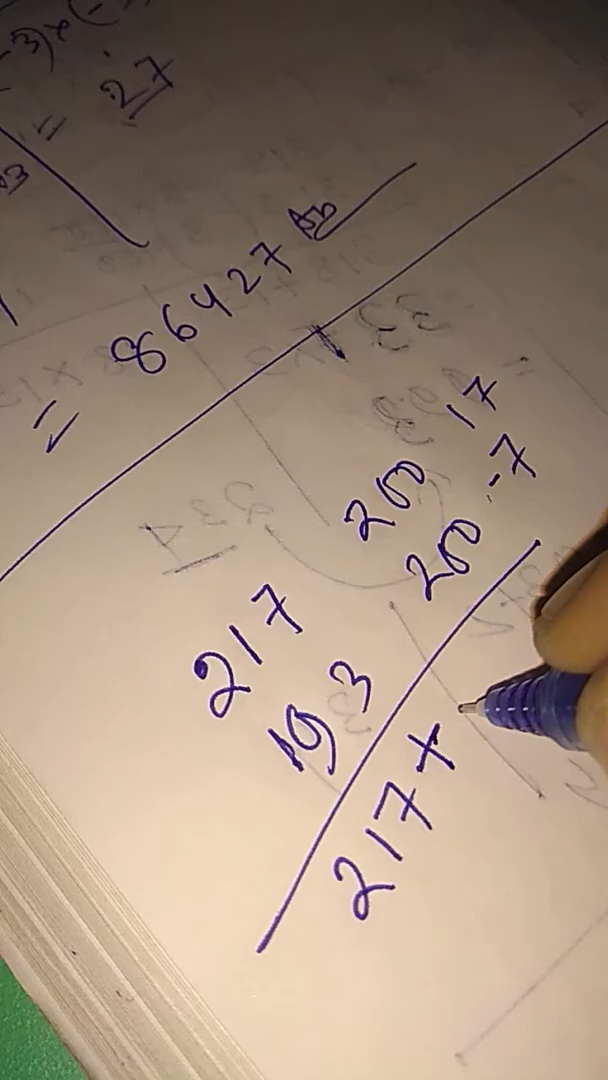 = 27
= 86427
217 200 17
193 200 -7
217+